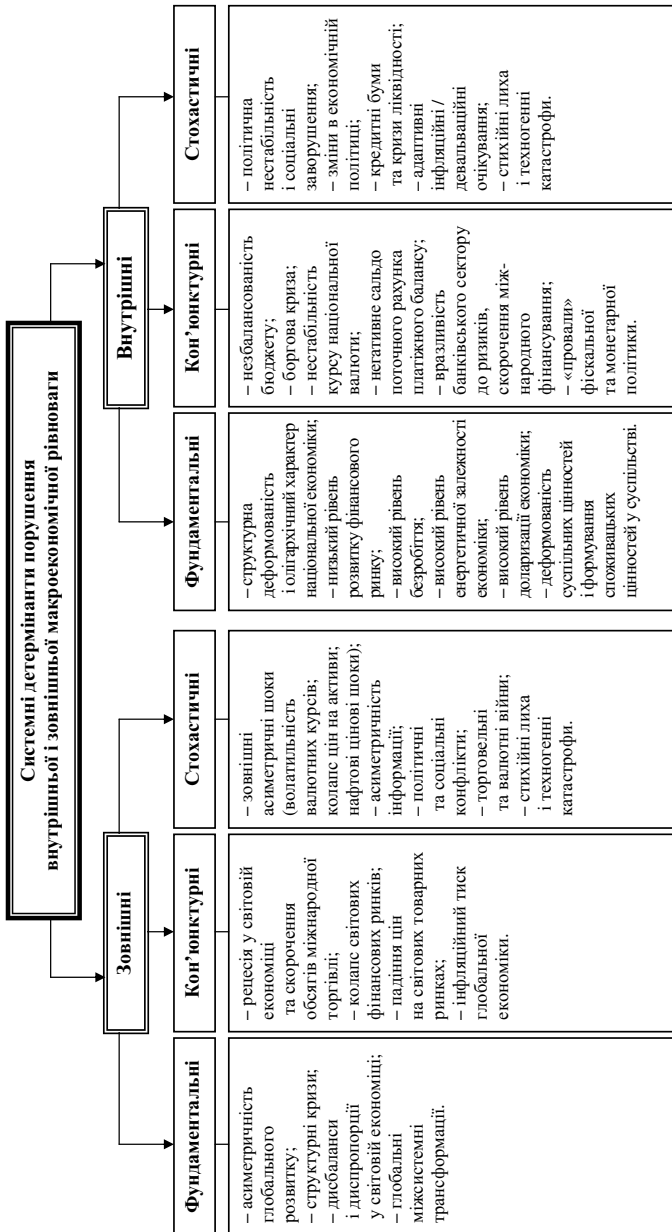 Системні детермінанти порушення
внутрішньої і зовнішньої макроекономічної рівноваги
Зовнішні
Фундаментальні
– асиметричність
глобального
розвитку;
– структурні кризи;
– дисбаланси
і диспропорції
у світовій економіці;
– глобальні
міжсистемні
трансформації.
Кон’юнктурні
– рецесія у світовій
економіці
та скорочення
обсягів міжнародної
торгівлі;
– колапс світових
фінансових ринків;
– падіння цін
на світових товарних
ринках;
– інфляційний тиск
глобальної
економіки.
Стохастичні
– зовнішні
асиметричні шоки
(волатильність
валютних курсів;
колапс цін на активи;
нафтові цінові шоки);
– асиметричність
інформації;
– політичні
та соціальні
конфлікти;
– торговельні
та валютні війни;
– стихійні лиха
і техногенні
катастрофи.
Внутрішні
Фундаментальні
– структурна
деформованість
і олігархічний характер
національної економіки;
– низький рівень
розвитку фінансового
ринку;
– високий рівень
безробіття;
– високий рівень
енергетичної залежності
економіки;
– високий рівень
доларизації економіки;
– деформованість
суспільних цінностей
і формування
споживацьких
цінностей у суспільстві.
Кон’юнктурні
– незбалансованість
бюджету;
– боргова криза;
– нестабільність
курсу національної
валюти;
– негативне сальдо
поточного рахунка
платіжного балансу;
– вразливість
банківського сектору
до ризиків,
скорочення між-
народного
фінансування;
– «провали»
фіскальної
та монетарної
політики.
Стохастичні
– політична
нестабільність
і соціальні
заворушення;
– зміни в економічній
політиці;
– кредитні буми
та кризи ліквідності;
– адаптивні
інфляційні /
девальваційні
очікування;
– стихійні лиха
і техногенні
катастрофи.